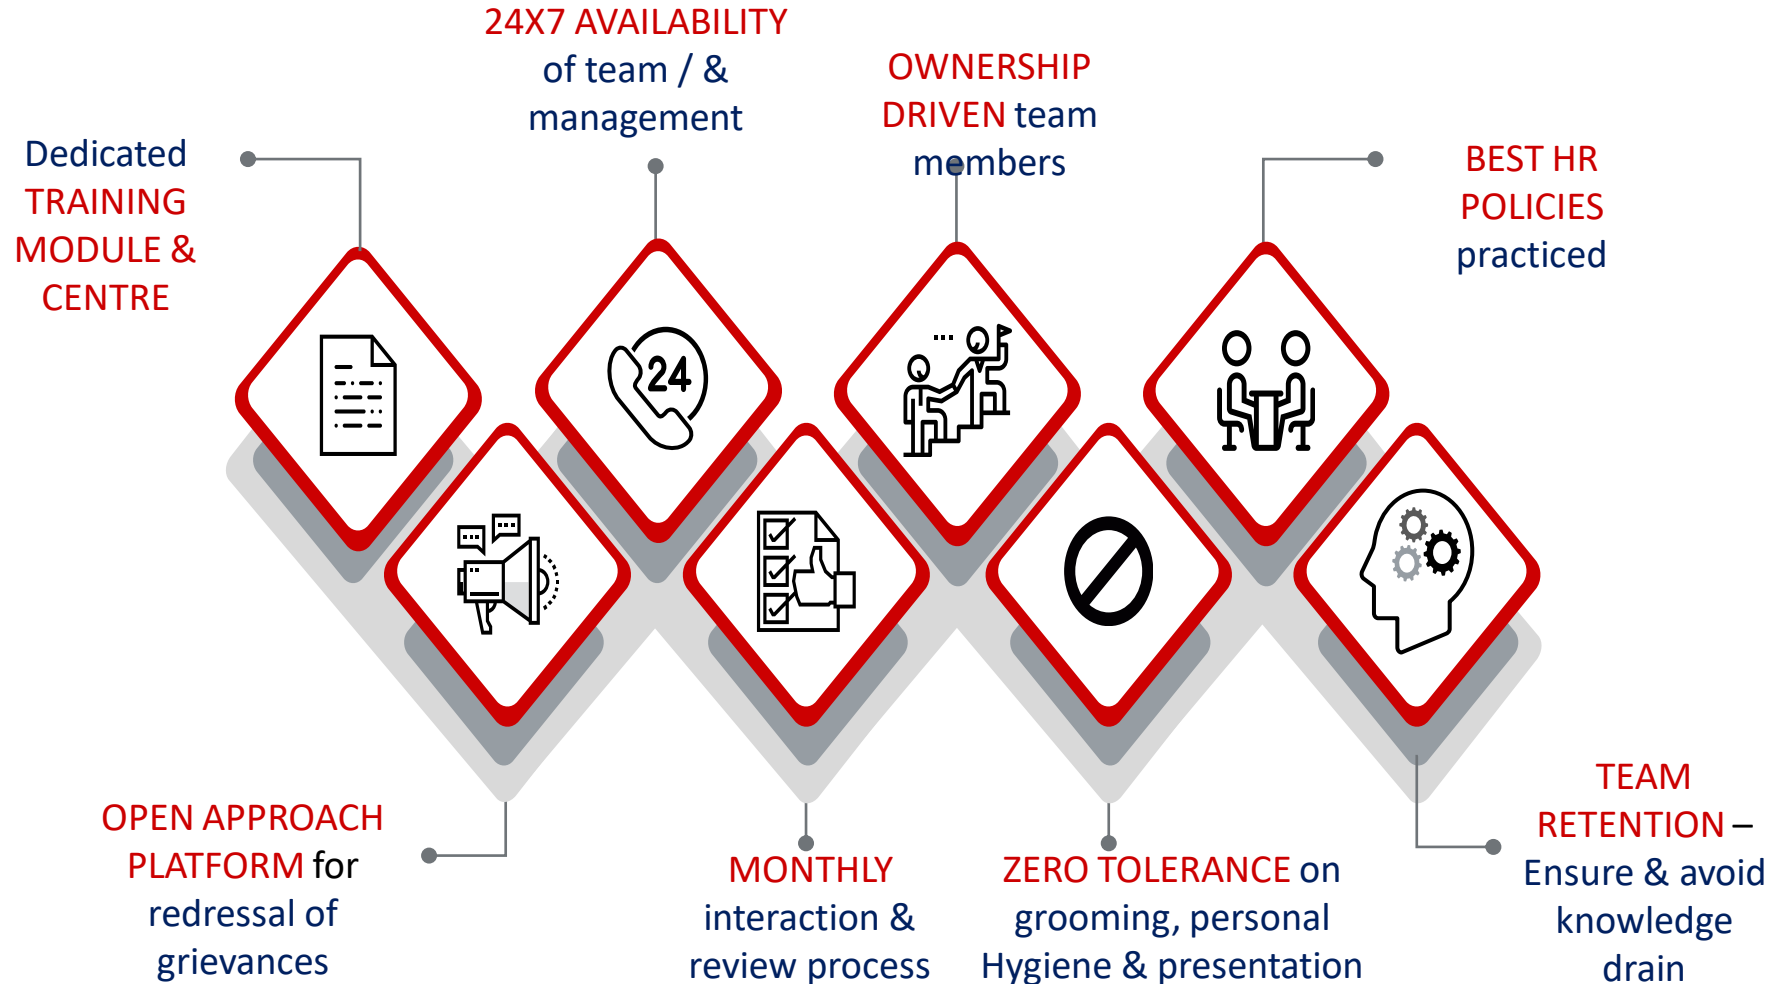 Dedicated
TRAINING
MODULE &
CENTRE
24X7 AVAILABILITY
of team / &
management
OWNERSHIP
DRIVEN team
members
BEST HR
POLICIES
practiced
24
OPEN APPROACH
PLATFORM for
redressal of
grievances
MONTHLY
interaction &
review process
ZERO TOLERANCE on
grooming, personal
Hygiene & presentation
TEAM
RETENTION –
Ensure & avoid
knowledge
drain